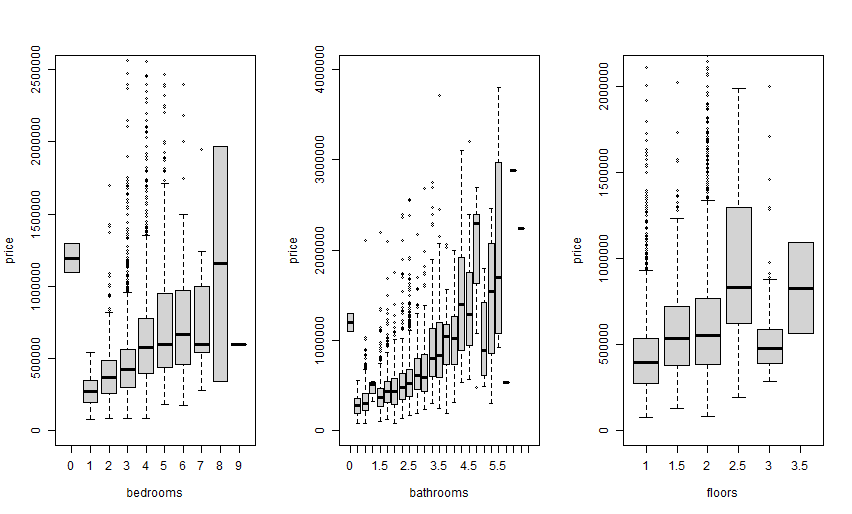 price
0
500000
1000000
1500000
2000000
2500000
0 1 2 3 4 5 6 7 8 9
bedrooms
price
0
1000000
2000000
3000000
4000000
0 1.5 2.5 3.5 4.5 5.5
bathrooms
price
0
500000
1000000
1500000
2000000
1 1.5 2 2.5 3 3.5
floors